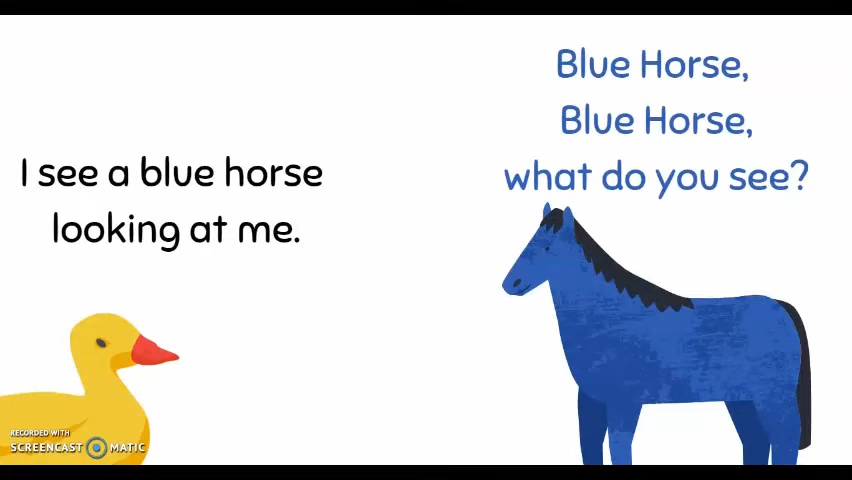 I see a blue horse
looking at me.
Blue Horse,
Blue Horse,
what do you see?
RECORDED WITH
SCREENCAST MATIC